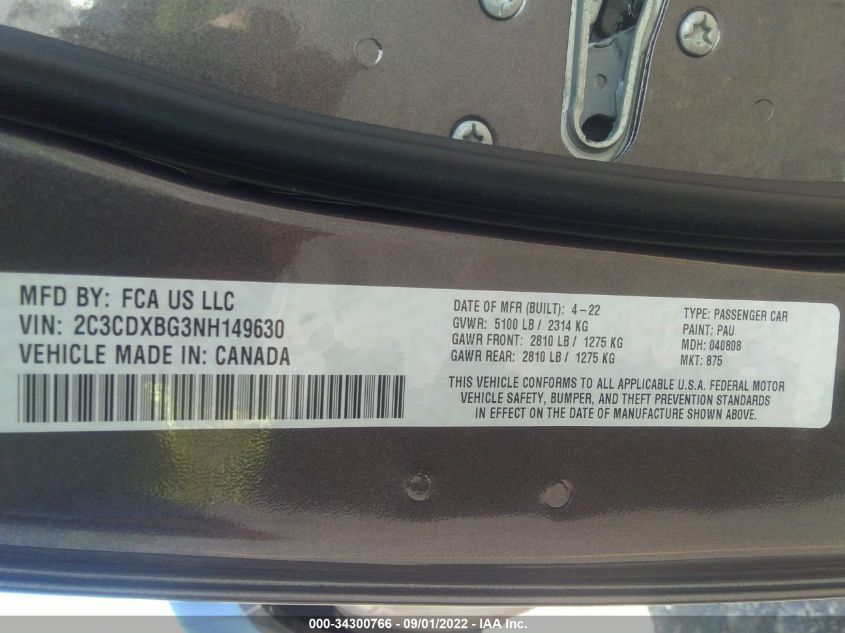 MFD BY: FCA US LLC
VIN: 2C3CDXBG3NH149630
VEHICLE MADE IN: CANADA
DATE OF MFR (BUILT): 4-22
GVWR: 5100 LB / 2314 KG
GAWR FRONT: 2810 LB / 1275 KG
GAWR REAR: 2810 LB / 1275 KG
TYPE: PASSENGER CAR
PAINT: PAU
MDH: 040808
MKT: 875
THIS VEHICLE CONFORMS TO ALL APPLICABLE U.S.A. FEDERAL MOTOR
VEHICLE SAFETY, BUMPER, AND THEFT PREVENTION STANDARDS
IN EFFECT ON THE DATE OF MANUFACTURE SHOWN ABOVE.
000-34300766 - 09/01/2022 - IAA Inc.